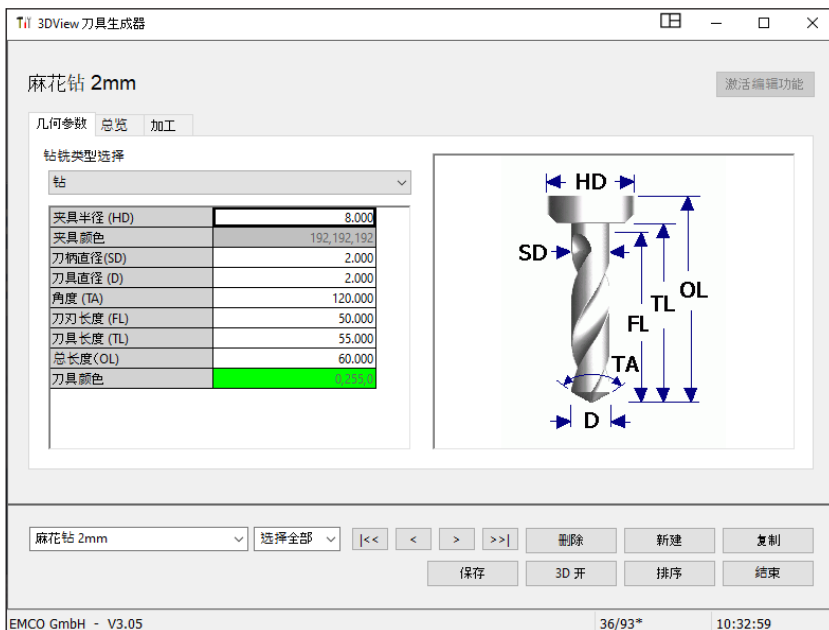 3DView 刀具生成器
麻花钻 2mm
激活编辑功能
几何参数 总览 加工
钻铣类型选择
钻
夹具半径 (HD) 8.000
夹具颜色 192,192,192
刀柄直径(SD) 2.000
刀具直径 (D) 2.000
角度 (TA) 120.000
刀刃长度 (FL) 50.000
刀具长度 (TL) 55.000
总长度(OL) 60.000
刀具颜色 0,255,0
HD
SD
OL
TL
FL
TA
D
麻花钻 2mm 选择全部 |<< < > >>| 删除 新建 复制
保存 3D 开 排序 结束
EMCO GmbH - V3.05 36/93* 10:32:59